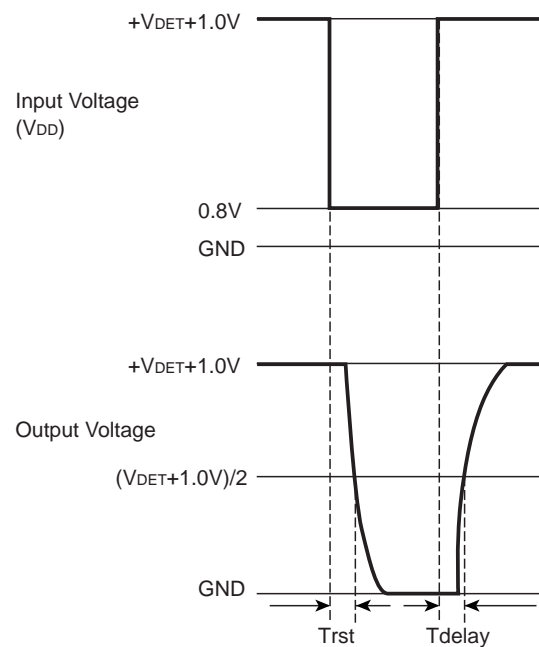 +VDET+1.0V
Input Voltage
(VDD)
0.8V
GND
+VDET+1.0V
Output Voltage
(VDET+1.0V)/2
GND
Trst
Tdelay